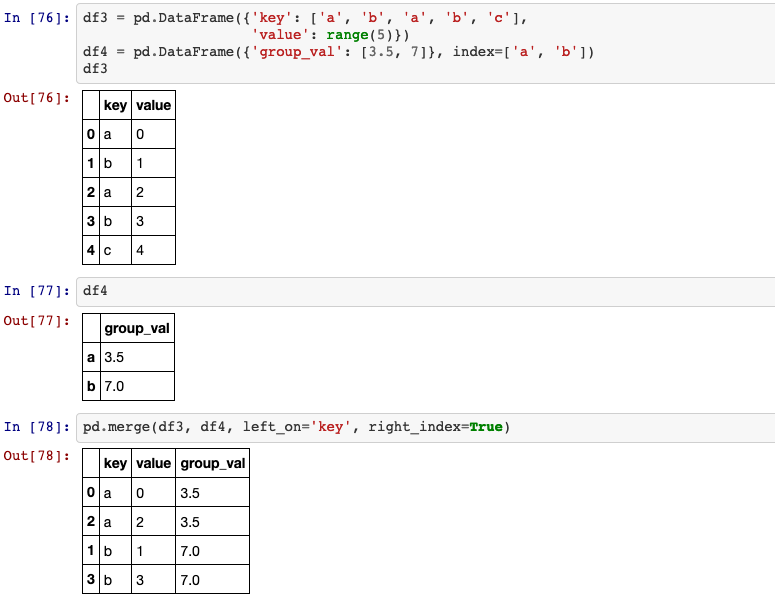 In [76]: df3 = pd.DataFrame({'key': ['a', 'b', 'a', 'b', 'c'],
'value': range(5)})
df4 = pd.DataFrame({'group_val': [3.5, 7]}, index=['a', 'b'])
df3
Out[76]:
key value
0 a 0
1 b 1
2 a 2
3 b 3
4 c 4
In [77]: df4
Out[77]:
group_val
a 3.5
b 7.0
In [78]: pd.merge(df3, df4, left_on='key', right_index=True)
Out[78]:
key value group_val
0 a 0 3.5
2 a 2 3.5
1 b 1 7.0
3 b 3 7.0